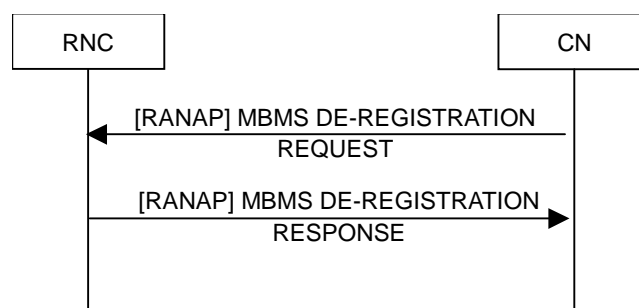 RNC
CN
[RANAP] MBMS DE-REGISTRATION
REQUEST
[RANAP] MBMS DE-REGISTRATION
RESPONSE